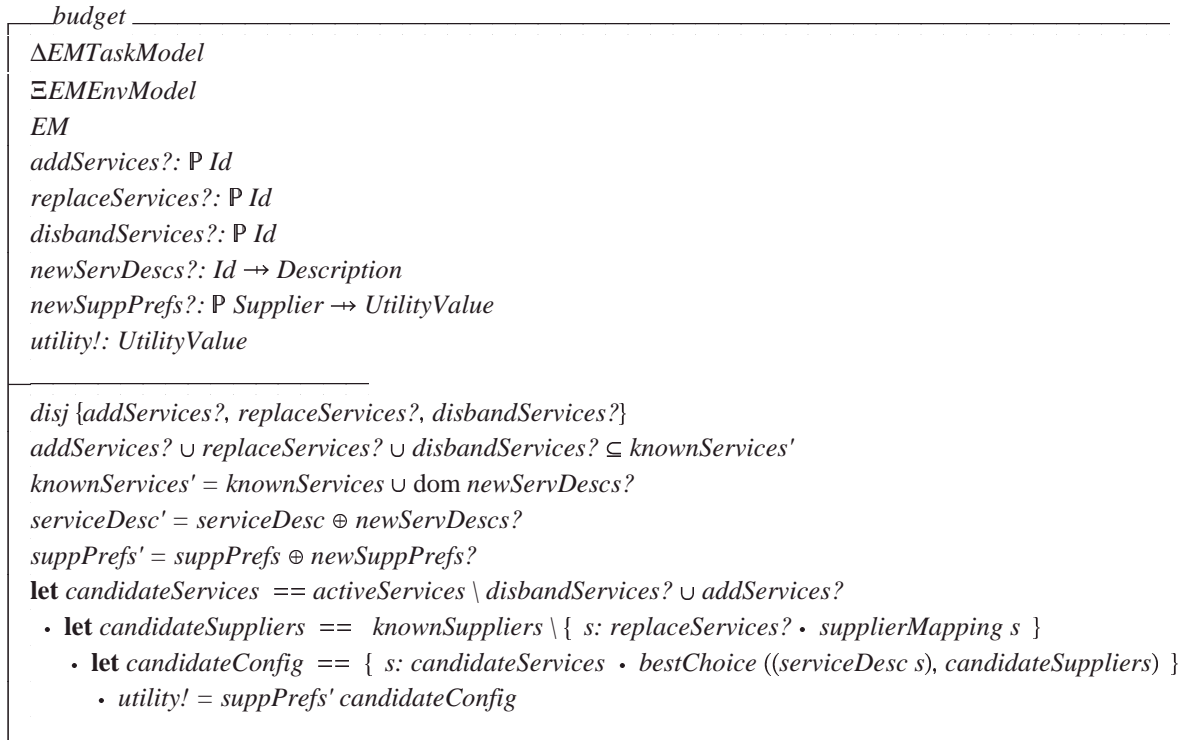 budget
ΔEMTaskModel
ΞEMEnvModel
EM
addServices?: ℙ Id
replaceServices?: ℙ Id
disbandServices?: ℙ Id
newServDescs?: Id ⇸ Description
newSuppPrefs?: ℙ Supplier ⇸ UtilityValue
utility!: UtilityValue
disj {addServices?, replaceServices?, disbandServices?}
addServices? ∪ replaceServices? ∪ disbandServices? ⊆ knownServices'
knownServices' = knownServices ∪ dom newServDescs?
serviceDesc' = serviceDesc ⊕ newServDescs?
suppPrefs' = suppPrefs ⊕ newSuppPrefs?
let candidateServices == activeServices \ disbandServices? ∪ addServices?
• let candidateSuppliers == knownSuppliers \ { s: replaceServices? • supplierMapping s }
• let candidateConfig == { s: candidateServices • bestChoice ((serviceDesc s), candidateSuppliers) }
• utility! = suppPrefs' candidateConfig